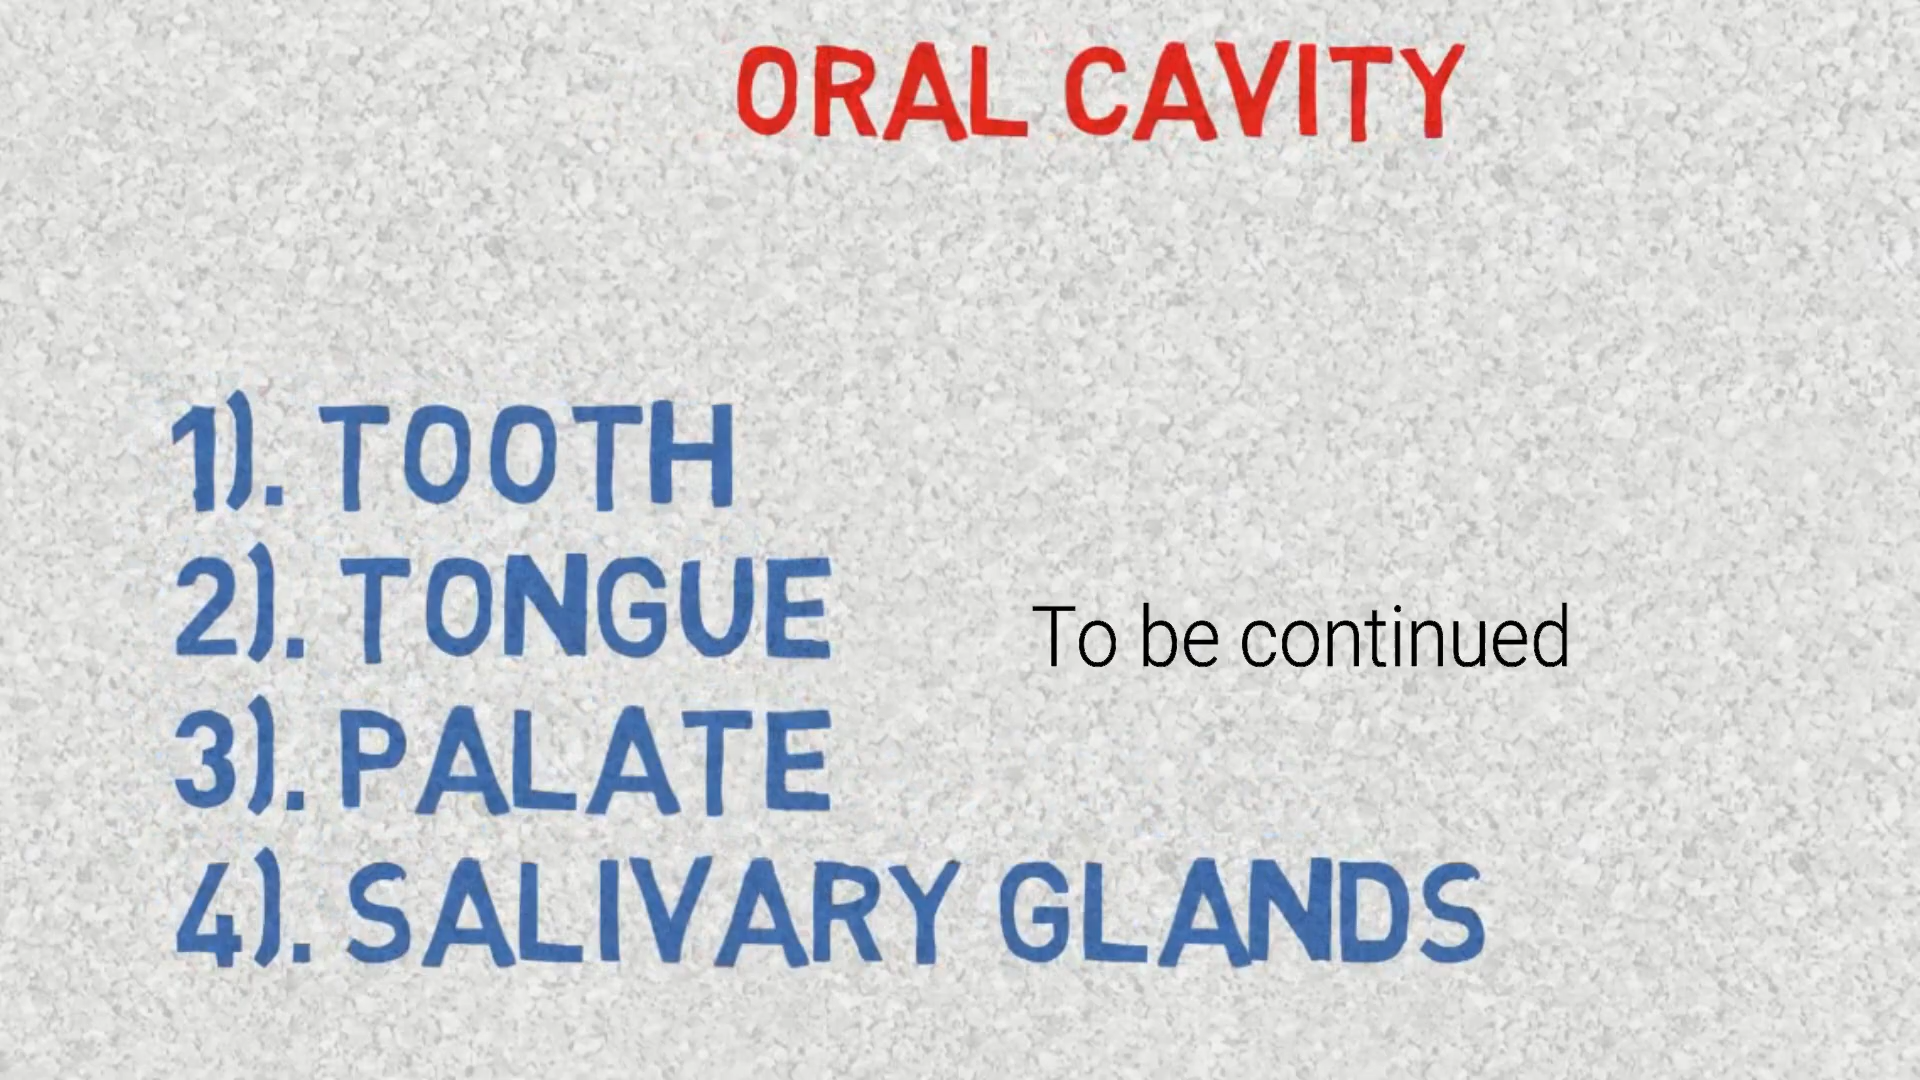 ORAL CAVITY
1). TOOTH
2). TONGUE
To be continued
3). PALATE
4). SALIVARY GLANDS